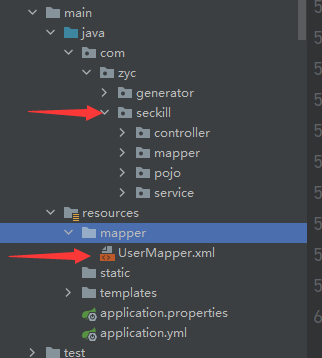 main
java
com
zyc
generator
seckill
controller
mapper
pojo
service
resources
mapper
UserMapper.xml
static
templates
application.properties
application.yml
test